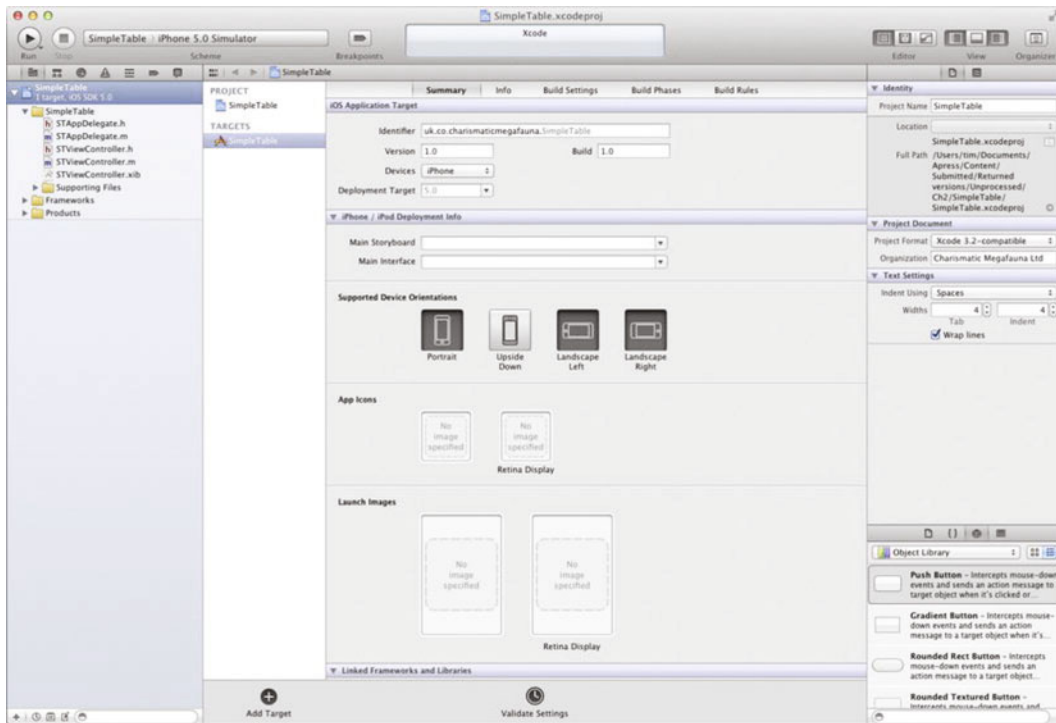 SimpleTable.xcodeproj
SimpleTable iPhone 5.0 Simulator
Xcode
Run Stop Scheme Breakpoints Editor View Organizer
SimpleTable
SimpleTable
1 target, iOS SDK 5.0
SimpleTable
STAppDelegate.h
STAppDelegate.m
STViewController.h
STViewController.m
STViewController.xib
Supporting Files
Frameworks
Products
PROJECT
SimpleTable
TARGETS
SimpleTable
Summary Info Build Settings Build Phases Build Rules
iOS Application Target
Identifier uk.co.charismaticmegafauna.SimpleTable
Version 1.0 Build 1.0
Devices iPhone
Deployment Target 5.0
iPhone / iPod Deployment Info
Main Storyboard
Main Interface
Supported Device Orientations
Portrait
Upside
Down
Landscape
Left
Landscape
Right
App Icons
No
image
specified
No
image
specified
Retina Display
Launch Images
No
image
specified
No
image
specified
Retina Display
Linked Frameworks and Libraries
Add Target
Validate Settings
Identity
Project Name SimpleTable
Location
SimpleTable.xcodeproj
Full Path /Users/tim/Documents/
Apress/Content/
Submitted/Returned
versions/Unprocessed/
Ch2/SimpleTable/
SimpleTable.xcodeproj
Project Document
Project Format Xcode 3.2-compatible
Organization Charismatic Megafauna Ltd
Text Settings
Indent Using Spaces
Widths 4 4
Tab Indent
Wrap lines
Object Library
Push Button - Intercepts mouse-down
events and sends an action message to a
target object when it's clicked or...
Gradient Button - Intercepts mouse-
down events and sends an action
message to a target object when it's...
Rounded Rect Button - Intercepts
mouse-down events and sends an
action message to a target object...
Rounded Textured Button -
Intercepts mouse-down events and